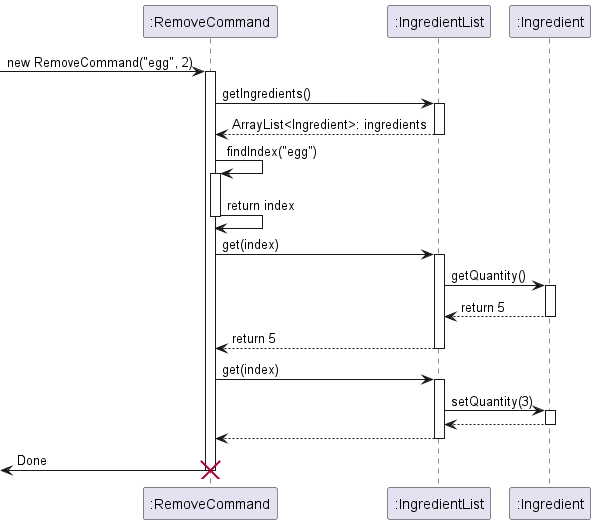 :RemoveCommand :IngredientList :Ingredient
new RemoveCommand("egg", 2)
getIngredients()
ArrayList<Ingredient>: ingredients
findIndex("egg")
return index
get(index)
getQuantity()
return 5
return 5
get(index)
setQuantity(3)
Done
:RemoveCommand :IngredientList :Ingredient